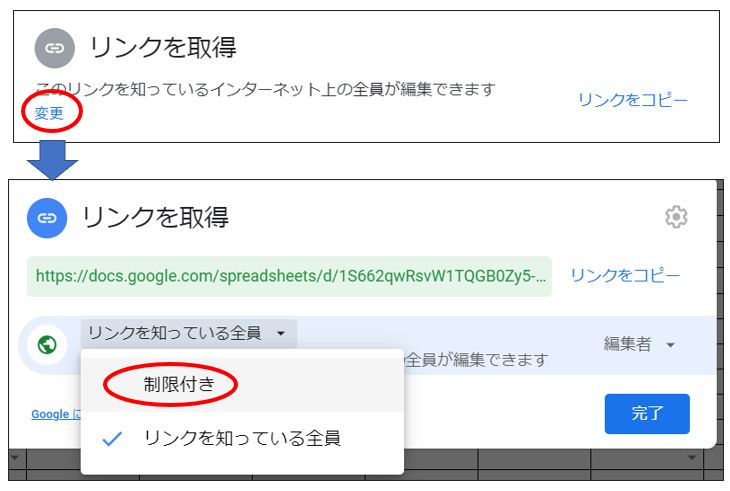 リンクを取得
このリンクを知っているインターネット上の全員が編集できます
変更
リンクをコピー
リンクを取得
https://docs.google.com/spreadsheets/d/1S662qwRsvW1TQGB0Zy5-...
リンクをコピー
リンクを知っている全員
の全員が編集できます
編集者
制限付き
リンクを知っている全員
Google に
完了